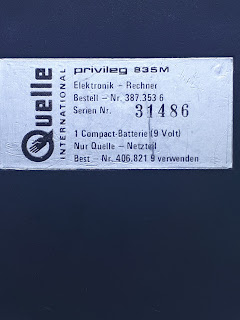 Quelle
INTERNATIONAL
privileg 835M
Elektronik – Rechner
Bestell – Nr. 387.353 6
Serien Nr. 31486
1 Compact-Batterie (9 Volt)
Nur Quelle – Netzteil
Best – Nr. 406.821 9 verwenden